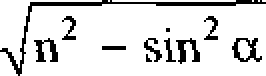 √(n² − sin² α)